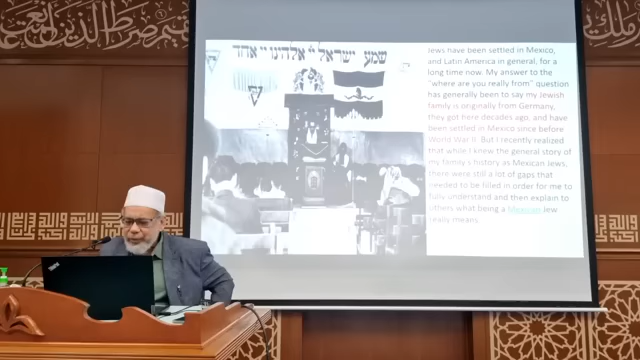 שמע ישראל יי אלהינו יי אחד
Jews have been settled in Mexico,
and Latin America in general, for a
long time now. My answer to the
"where are you really from" question
has generally been to say my Jewish
family is originally from Germany,
they got here decades ago, and have
been settled in Mexico since before
World War II. But I recently realized
that while I knew the general story of
my family's history as Mexican Jews,
there were still a lot of gaps that
needed to be filled in order for me to
fully understand and then explain to
others what being a Mexican Jew
really means.